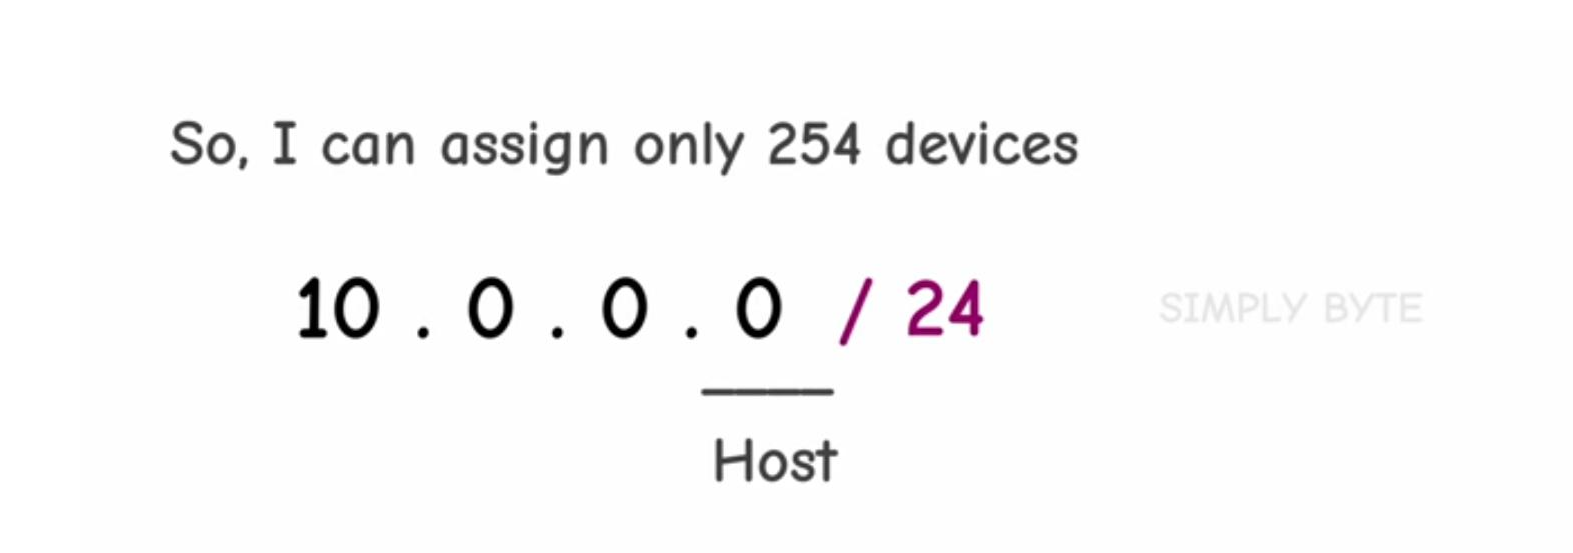 So, I can assign only 254 devices
10 . 0 . 0 . 0 / 24
SIMPLY BYTE
Host